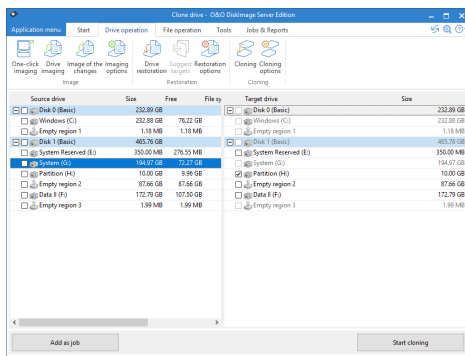 Clone drive - O&O DiskImage Server Edition
Application menu Start Drive operation File operation Tools Jobs & Reports
One-click imaging Drive imaging Image of the changes Imaging options Drive restoration Suggest targets Restoration options Cloning Cloning options
Image Restoration Cloning
Source drive Size Free File sy Target drive Size
Disk 0 (Basic) 232.89 GB Disk 0 (Basic) 232.89 GB
Windows (C:) 232.88 GB 76.22 GB Windows (C:) 232.88 GB
Empty region 1 1.18 MB 1.18 MB Empty region 1 1.18 MB
Disk 1 (Basic) 465.76 GB Disk 1 (Basic) 465.76 GB
System Reserved (E:) 350.00 MB 276.55 MB System Reserved (E:) 350.00 MB
System (G:) 194.97 GB 72.27 GB System (G:) 194.97 GB
Partition (H:) 10.00 GB 9.96 GB Partition (H:) 10.00 GB
Empty region 2 87.66 GB 87.66 GB Empty region 2 87.66 GB
Data II (F:) 172.79 GB 107.50 GB Data II (F:) 172.79 GB
Empty region 3 1.99 MB 1.99 MB Empty region 3 1.99 MB
Add as job Start cloning